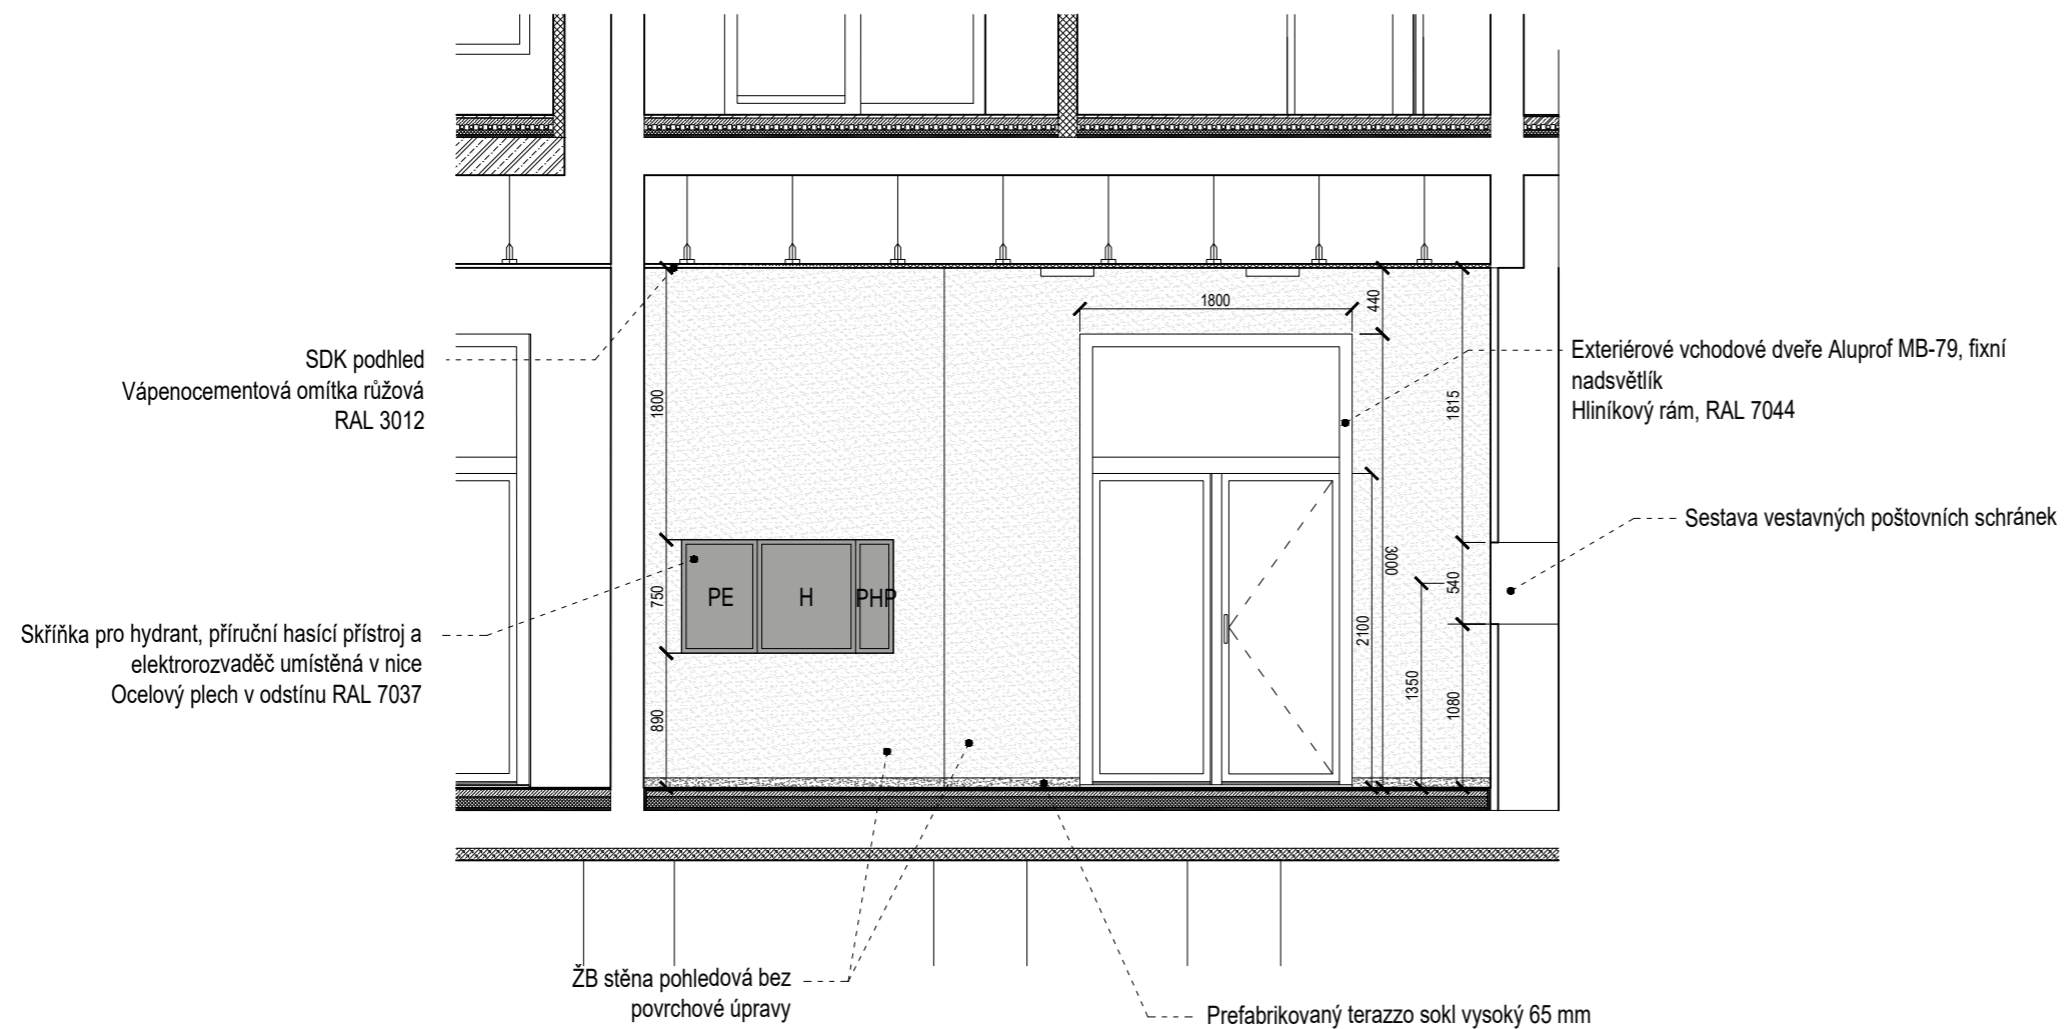 1800
440
SDK podhled
Vápenocementová omítka růžová
RAL 3012
Exteriérové vchodové dveře Aluprof MB-79, fixní
nadsvětlík
Hliníkový rám, RAL 7044
1800
1815
Sestava vestavných poštovních schránek
3000
540
PE
H
PHP
750
2100
Skříňka pro hydrant, příruční hasící přístroj a
elektrorozvaděč umístěná v nice
Ocelový plech v odstínu RAL 7037
1350
1080
890
ŽB stěna pohledová bez
povrchové úpravy
Prefabrikovaný terazzo sokl vysoký 65 mm